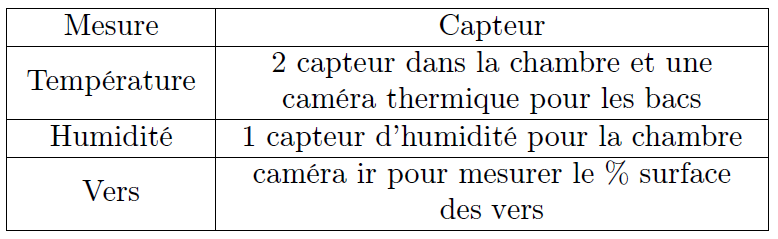 Mesure Capteur
Température
2 capteur dans la chambre et une
caméra thermique pour les bacs
Humidité 1 capteur d'humidité pour la chambre
Vers
caméra ir pour mesurer le % surface
des vers